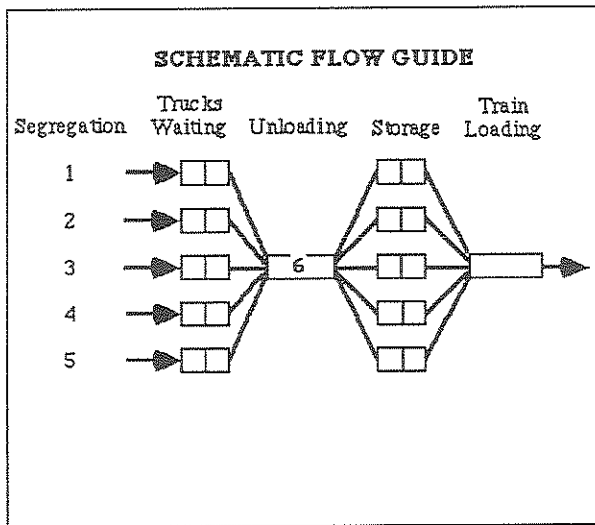 SCHEMATIC FLOW GUIDE
Trucks Train
Segregation Waiting Unloading Storage Loading
1
2
3 6
4
5